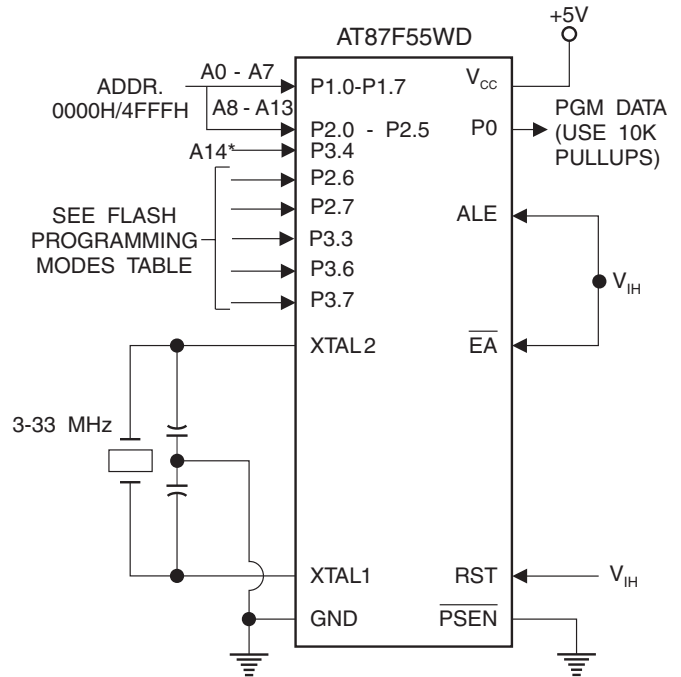 +5V
AT87F55WD
A0 - A7
ADDR.
0000H/4FFFH
A8 - A13
A14*
P1.0-P1.7
P2.0 - P2.5
P3.4
P2.6
P2.7
P3.3
P3.6
P3.7
SEE FLASH
PROGRAMMING
MODES TABLE
VCC
P0
PGM DATA
(USE 10K
PULLUPS)
ALE
VIH
EA
XTAL2
3-33 MHz
XTAL1
RST
VIH
GND
PSEN